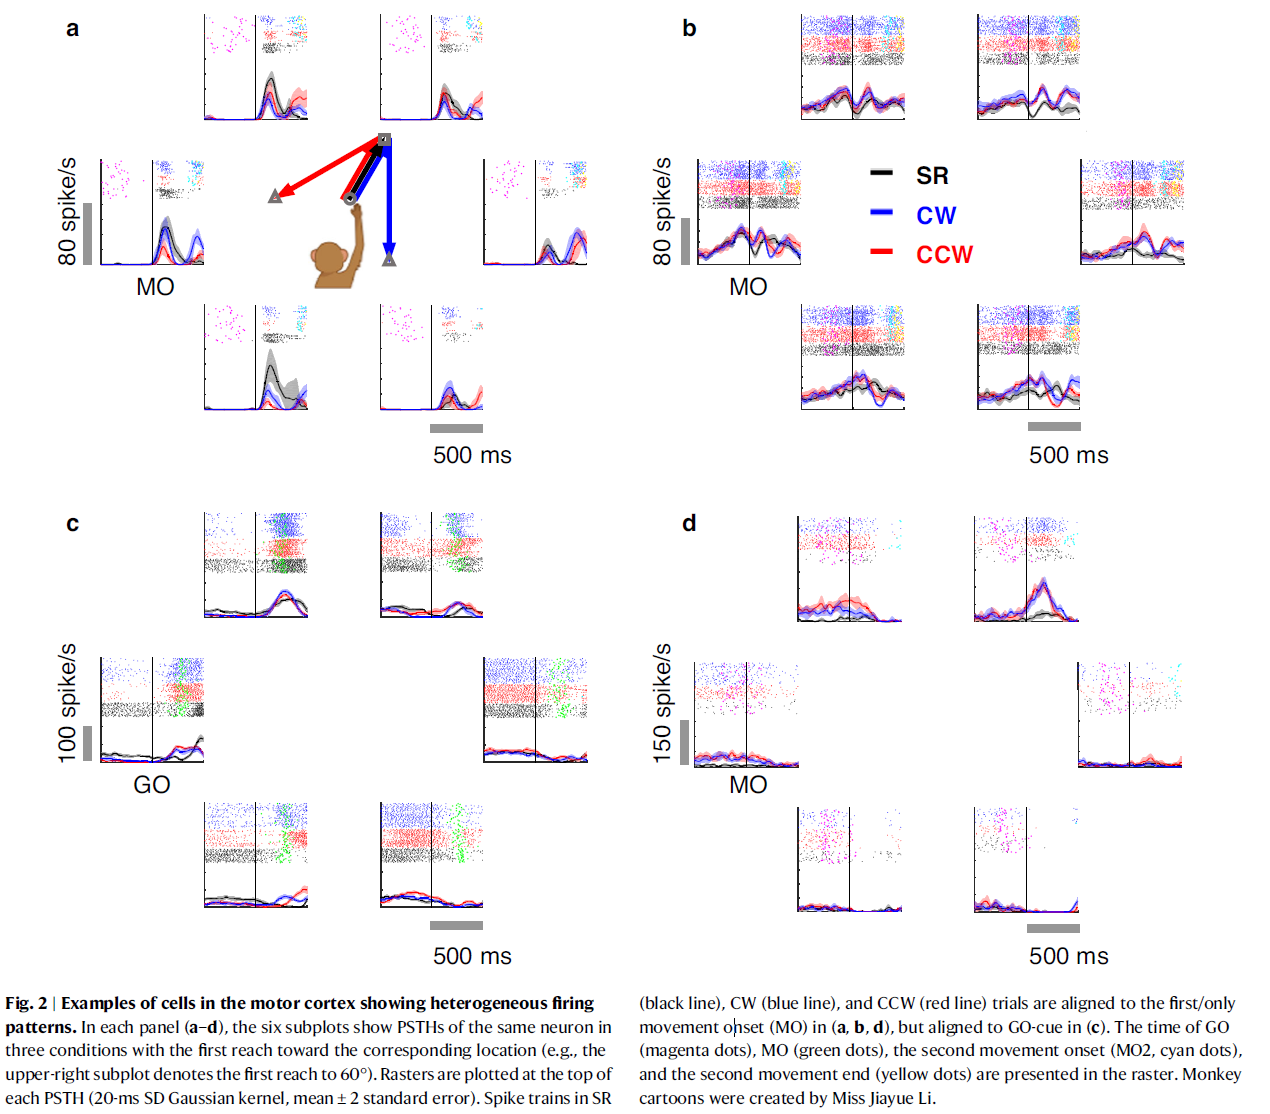 a
b
80 spike/s
MO
500 ms
80 spike/s
MO
SR
CW
CCW
500 ms
c
d
100 spike/s
GO
500 ms
150 spike/s
MO
500 ms
Fig. 2 | Examples of cells in the motor cortex showing heterogeneous firing
patterns. In each panel (a–d), the six subplots show PSTHs of the same neuron in
three conditions with the first reach toward the corresponding location (e.g., the
upper-right subplot denotes the first reach to 60°). Rasters are plotted at the top of
each PSTH (20-ms SD Gaussian kernel, mean ± 2 standard error). Spike trains in SR
(black line), CW (blue line), and CCW (red line) trials are aligned to the first/only
movement onset (MO) in (a, b, d), but aligned to GO-cue in (c). The time of GO
(magenta dots), MO (green dots), the second movement onset (MO2, cyan dots),
and the second movement end (yellow dots) are presented in the raster. Monkey
cartoons were created by Miss Jiayue Li.